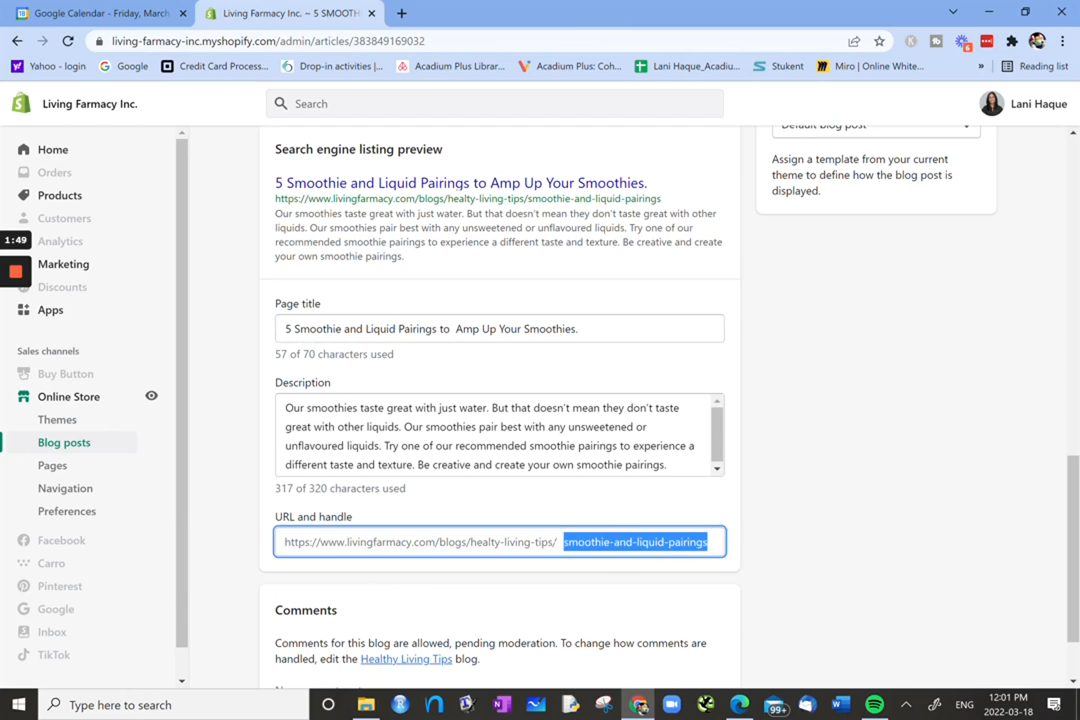 Google Calendar - Friday, March
Living Farmacy Inc. ~ 5 SMOOTH
living-farmacy-inc.myshopify.com/admin/articles/383849169032
Yahoo - login
Google
Credit Card Process...
Drop-in activities |...
Acadium Plus Librar...
Acadium Plus: Coh...
Lani Haque_Acadiu...
Stukent
Miro | Online White...
»
Reading list
Living Farmacy Inc.
Search
Lani Haque
Home
Orders
Products
Customers
Analytics
1:49
Marketing
Discounts
Apps
Sales channels
Buy Button
Online Store
Themes
Blog posts
Pages
Navigation
Preferences
Facebook
Carro
Pinterest
Google
Inbox
TikTok
Search engine listing preview
5 Smoothie and Liquid Pairings to Amp Up Your Smoothies.
https://www.livingfarmacy.com/blogs/healty-living-tips/smoothie-and-liquid-pairings
Our smoothies taste great with just water. But that doesn't mean they don't taste great with other
liquids. Our smoothies pair best with any unsweetened or unflavoured liquids. Try one of our
recommended smoothie pairings to experience a different taste and texture. Be creative and create
your own smoothie pairings.
Page title
5 Smoothie and Liquid Pairings to  Amp Up Your Smoothies.
57 of 70 characters used
Description
Our smoothies taste great with just water. But that doesn't mean they don't taste
great with other liquids. Our smoothies pair best with any unsweetened or
unflavoured liquids. Try one of our recommended smoothie pairings to experience a
different taste and texture. Be creative and create your own smoothie pairings.
317 of 320 characters used
URL and handle
https://www.livingfarmacy.com/blogs/healty-living-tips/ smoothie-and-liquid-pairings
Comments
Comments for this blog are allowed, pending moderation. To change how comments are
handled, edit the Healthy Living Tips blog.
Default blog post
Assign a template from your current
theme to define how the blog post is
displayed.
Type here to search
99+
ENG
12:01 PM
2022-03-18